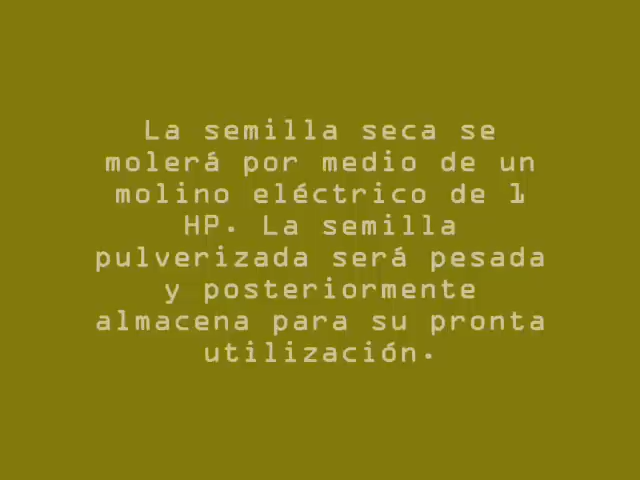 La semilla seca se
molerá por medio de un
molino eléctrico de 1
HP. La semilla
pulverizada será pesada
y posteriormente
almacena para su pronta
utilización.